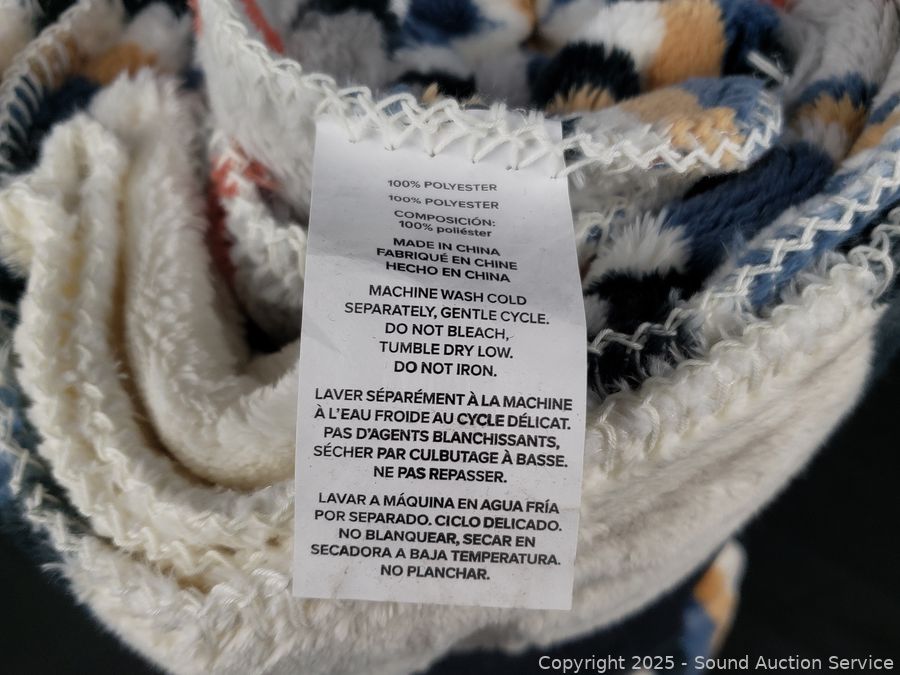 100% POLYESTER
100% POLYESTER
COMPOSICIÓN:
100% poliéster
MADE IN CHINA
FABRIQUÉ EN CHINE
HECHO EN CHINA
MACHINE WASH COLD
SEPARATELY, GENTLE CYCLE.
DO NOT BLEACH,
TUMBLE DRY LOW.
DO NOT IRON.
LAVER SÉPARÉMENT À LA MACHINE
À L'EAU FROIDE AU CYCLE DÉLICAT.
PAS D'AGENTS BLANCHISSANTS,
SÉCHER PAR CULBUTAGE À BASSE.
NE PAS REPASSER.
LAVAR A MÁQUINA EN AGUA FRÍA
POR SEPARADO. CICLO DELICADO.
NO BLANQUEAR, SECAR EN
SECADORA A BAJA TEMPERATURA.
NO PLANCHAR.
Copyright 2025 - Sound Auction Service